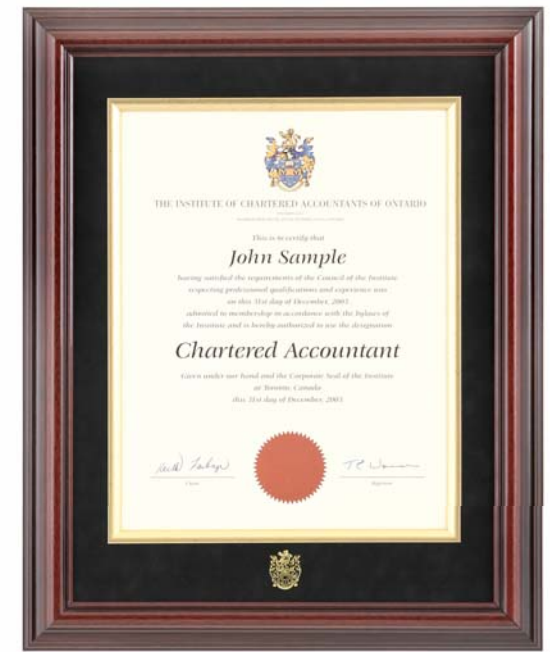 THE INSTITUTE OF CHARTERED ACCOUNTANTS OF ONTARIO
This is to certify that
John Sample
having satisfied the requirements of the Council of the Institute
respecting professional qualifications and experience was
on this 31st day of December, 2003
admitted to membership in accordance with the bylaws of
the Institute and is hereby authorized to use the designation
Chartered Accountant
Given under our hand and the Corporate Seal of the Institute
at Toronto, Canada
this 31st day of December, 2003